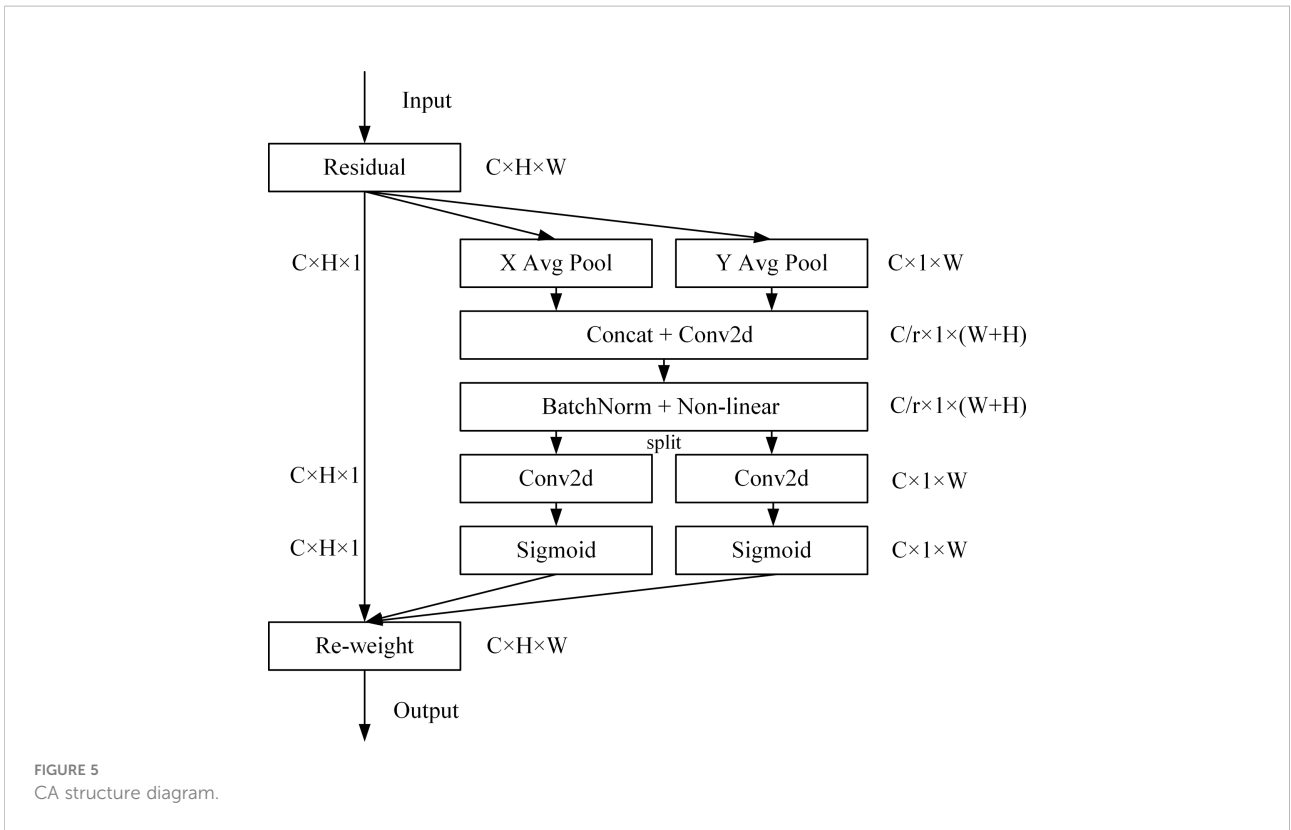 Input
Residual
C×H×W
C×H×1
X Avg Pool
Y Avg Pool
C×1×W
Concat + Conv2d
C/r×1×(W+H)
BatchNorm + Non-linear
C/r×1×(W+H)
split
C×H×1
Conv2d
Conv2d
C×1×W
C×H×1
Sigmoid
Sigmoid
C×1×W
Re-weight
C×H×W
Output
FIGURE 5
CA structure diagram.